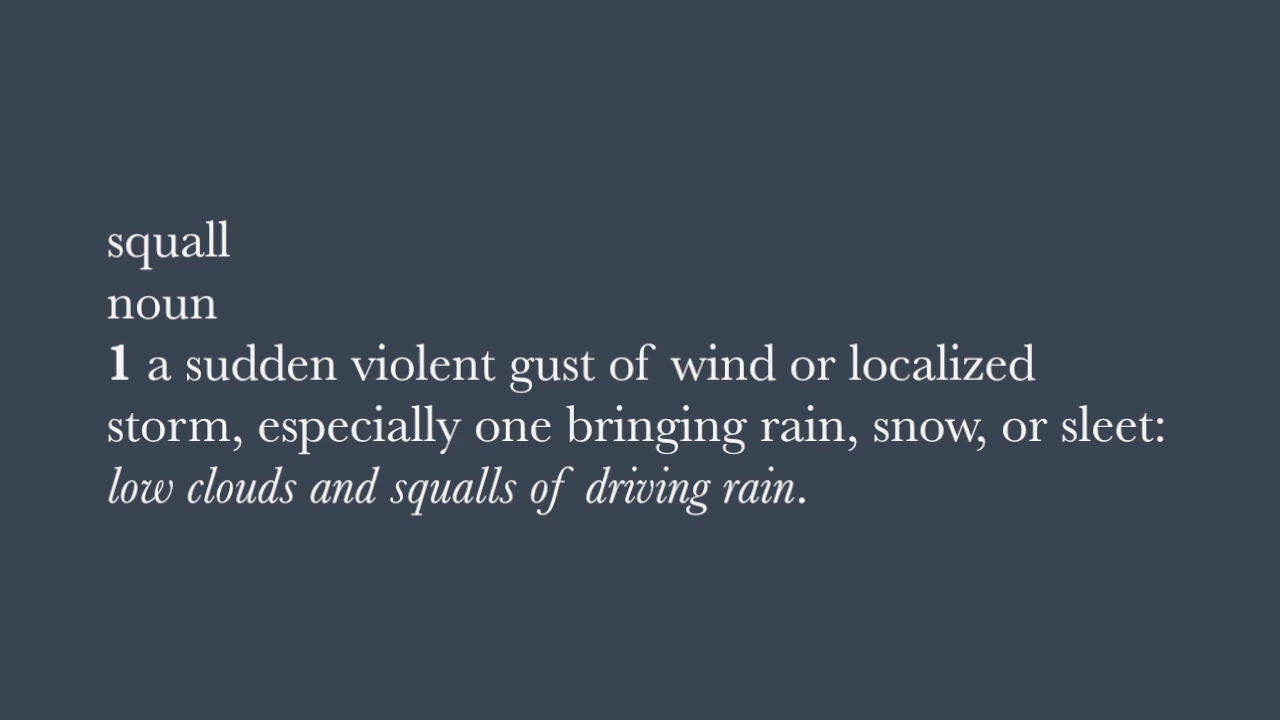 squall
noun
1 a sudden violent gust of wind or localized
storm, especially one bringing rain, snow, or sleet:
low clouds and squalls of driving rain.